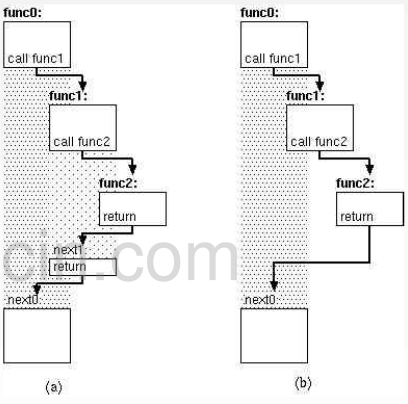 func0:
call func1
func1:
call func2
func2:
return
next1:
return
next0:
(a)
func0:
call func1
func1:
call func2
func2:
return
next0:
(b)